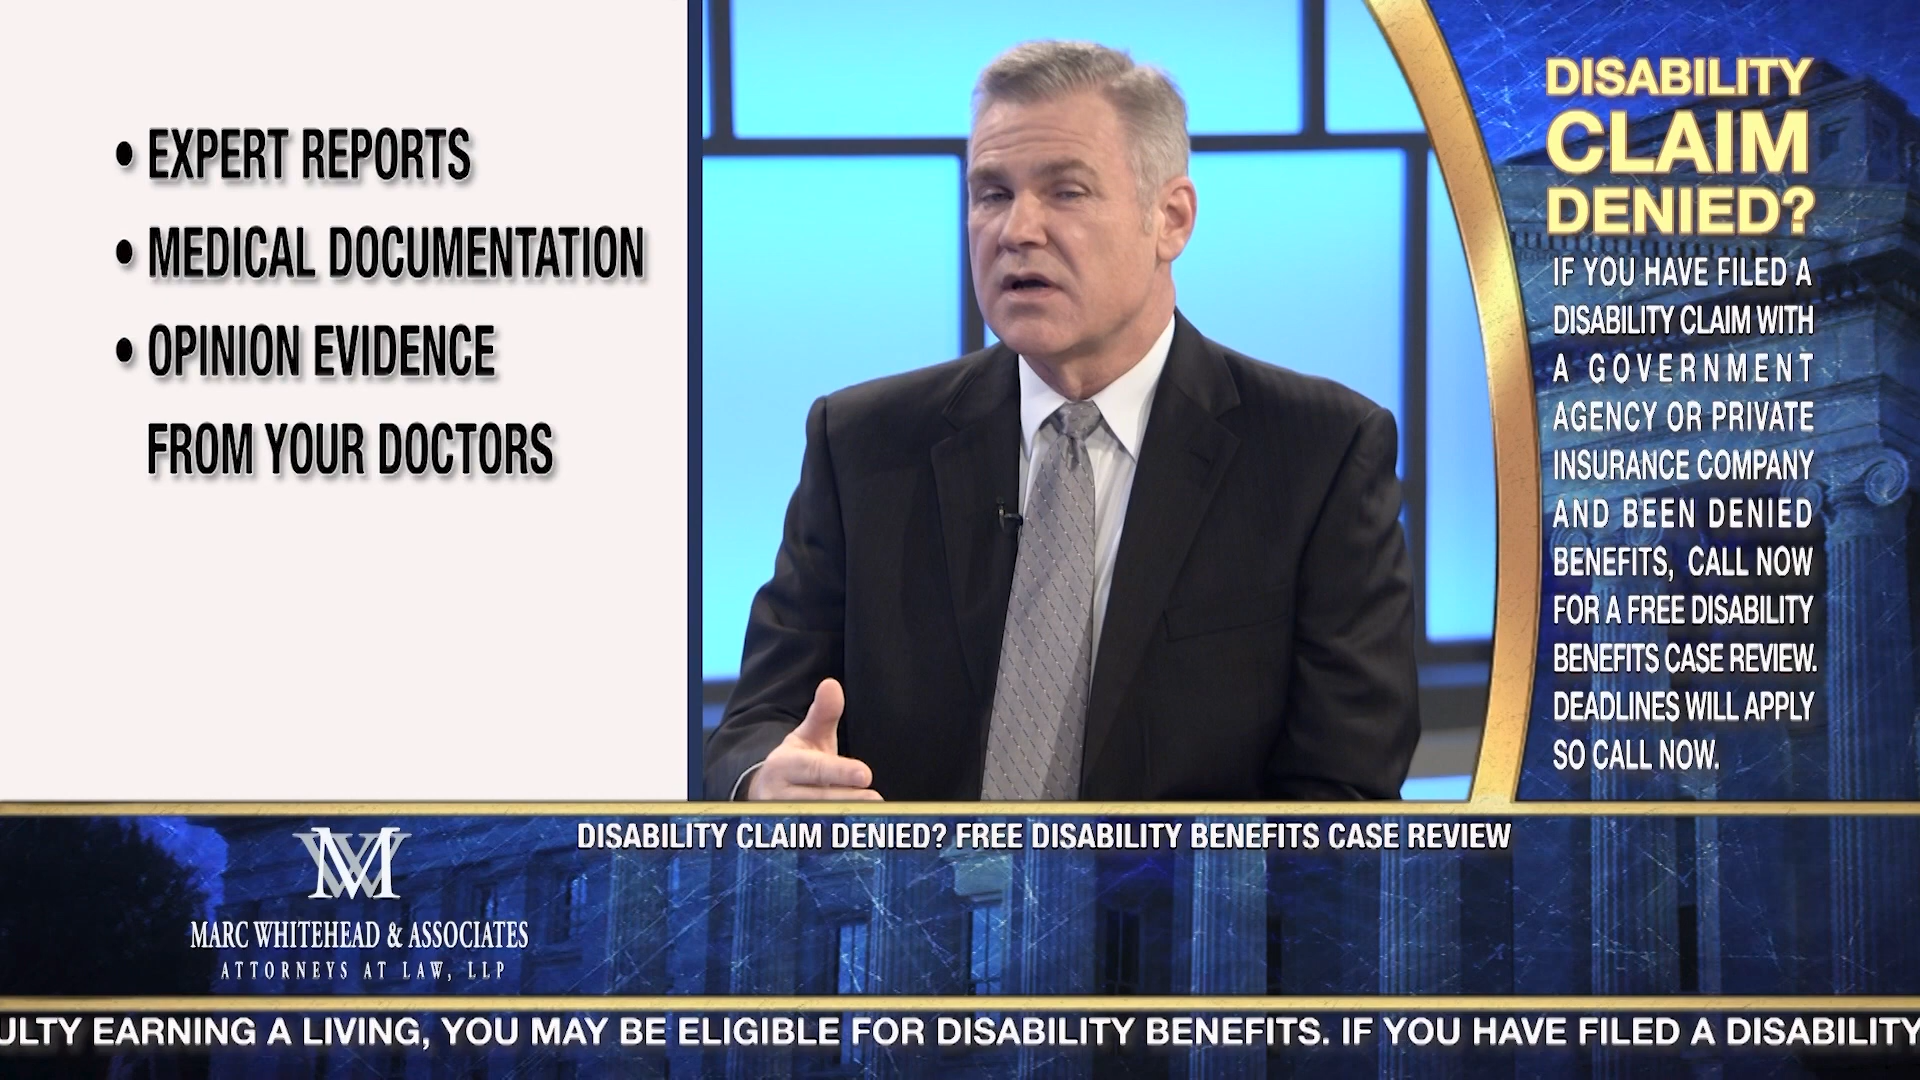 • EXPERT REPORTS
• MEDICAL DOCUMENTATION
• OPINION EVIDENCE
FROM YOUR DOCTORS
DISABILITY
CLAIM
DENIED?
IF YOU HAVE FILED A
DISABILITY CLAIM WITH
A GOVERNMENT
AGENCY OR PRIVATE
INSURANCE COMPANY
AND BEEN DENIED
BENEFITS, CALL NOW
FOR A FREE DISABILITY
BENEFITS CASE REVIEW.
DEADLINES WILL APPLY
SO CALL NOW.
DISABILITY CLAIM DENIED? FREE DISABILITY BENEFITS CASE REVIEW
MW
MARC WHITEHEAD & ASSOCIATES
ATTORNEYS AT LAW, LLP
ULTY EARNING A LIVING, YOU MAY BE ELIGIBLE FOR DISABILITY BENEFITS. IF YOU HAVE FILED A DISABILITY